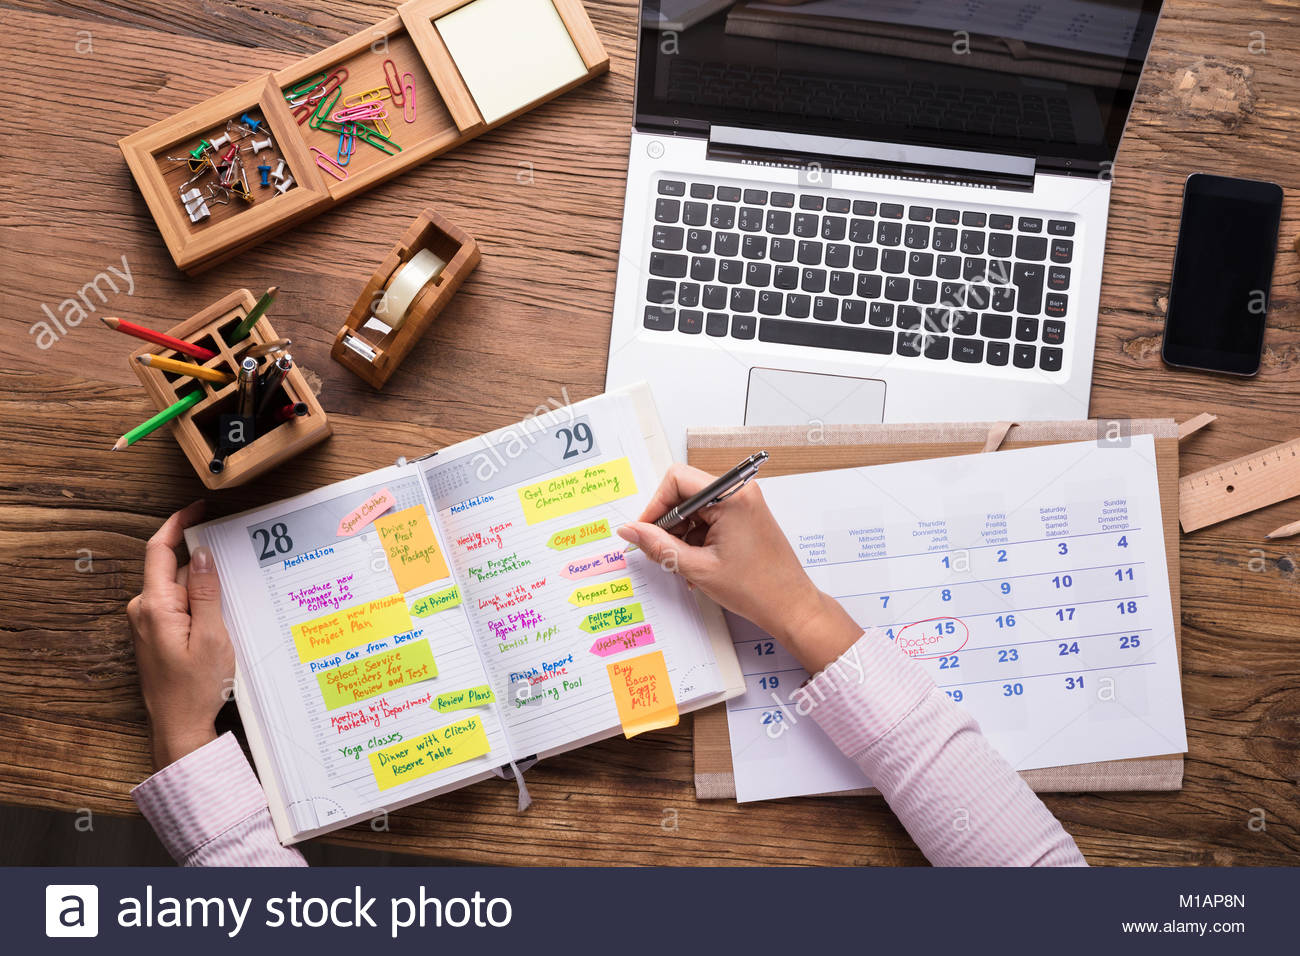 28
Sport Clothes
Drive to
Post
Ship
Packages
Meditation
Introduce new
Manager to
colleagues
Set Prioriti
Prepare new Milestone
Project Plan
Pickup Car from Dealer
Select Service
Providers for
Review and Test
Review Plans
Meeting with
Marketing Department
Yoga Classes
Dinner with Clients
Reserve Table
29
Meditation
Got Clothes from
Chemical cleaning
Weekly team
meeting
Copy Slides
New Project
Presentation
Reserve Table
Lunch with new
investors
Prepare Docs
Real Estate
Agent Appt.
Followup
with Dev
Dentist Appt.
Update Charts
!!!
Finish Report
Deadline
Buy
Bacon
Eggs
Milk
Swimming Pool
Tuesday Wednesday Thursday Friday Saturday Sunday
Dienstag Mittwoch Donnerstag Freitag Samstag Sonntag
Mardi Mercredi Jeudi Vendredi Samedi Dimanche
Martes Miércoles Jueves Viernes Sábado Domingo
1 2 3 4
7 8 9 10 11
15 16 17 18
Doctor
Appt
12
22 23 24 25
19
29 30 31
26
alamy
a alamy stock photo
M1AP8N
www.alamy.com